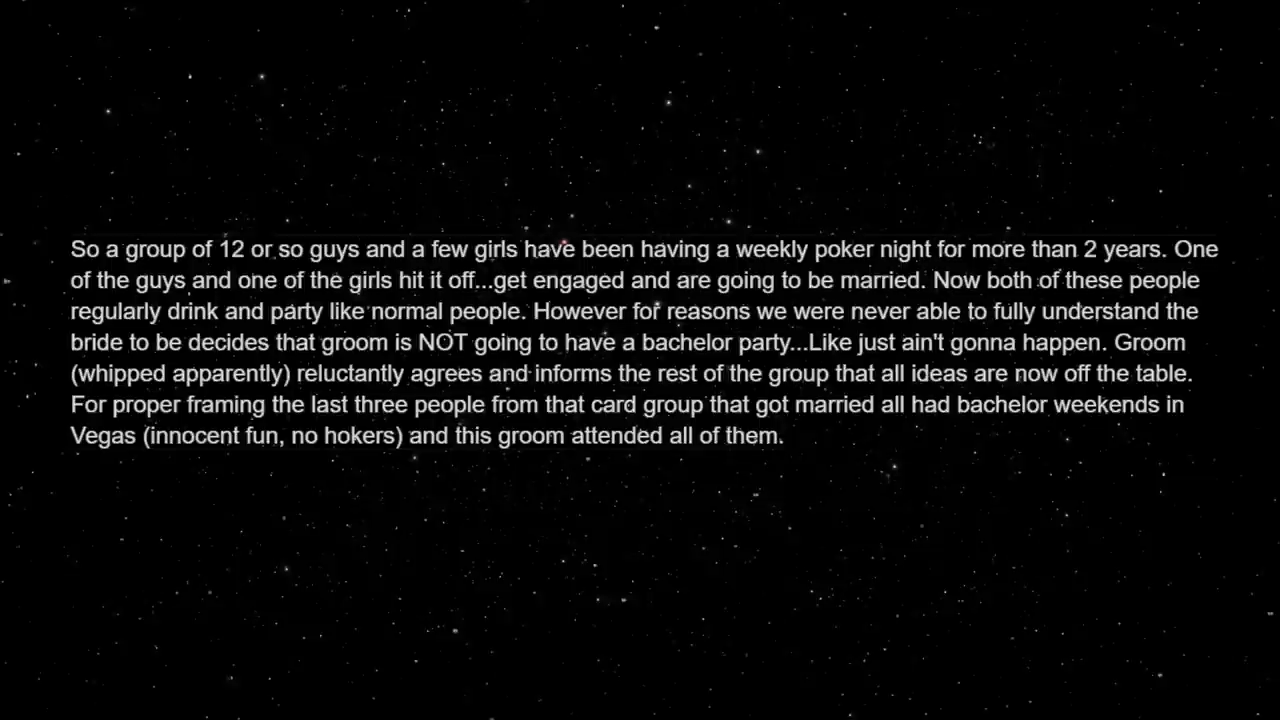 So a group of 12 or so guys and a few girls have been having a weekly poker night for more than 2 years. One
of the guys and one of the girls hit it off...get engaged and are going to be married. Now both of these people
regularly drink and party like normal people. However for reasons we were never able to fully understand the
bride to be decides that groom is NOT going to have a bachelor party...Like just ain't gonna happen. Groom
(whipped apparently) reluctantly agrees and informs the rest of the group that all ideas are now off the table.
For proper framing the last three people from that card group that got married all had bachelor weekends in
Vegas (innocent fun, no hokers) and this groom attended all of them.